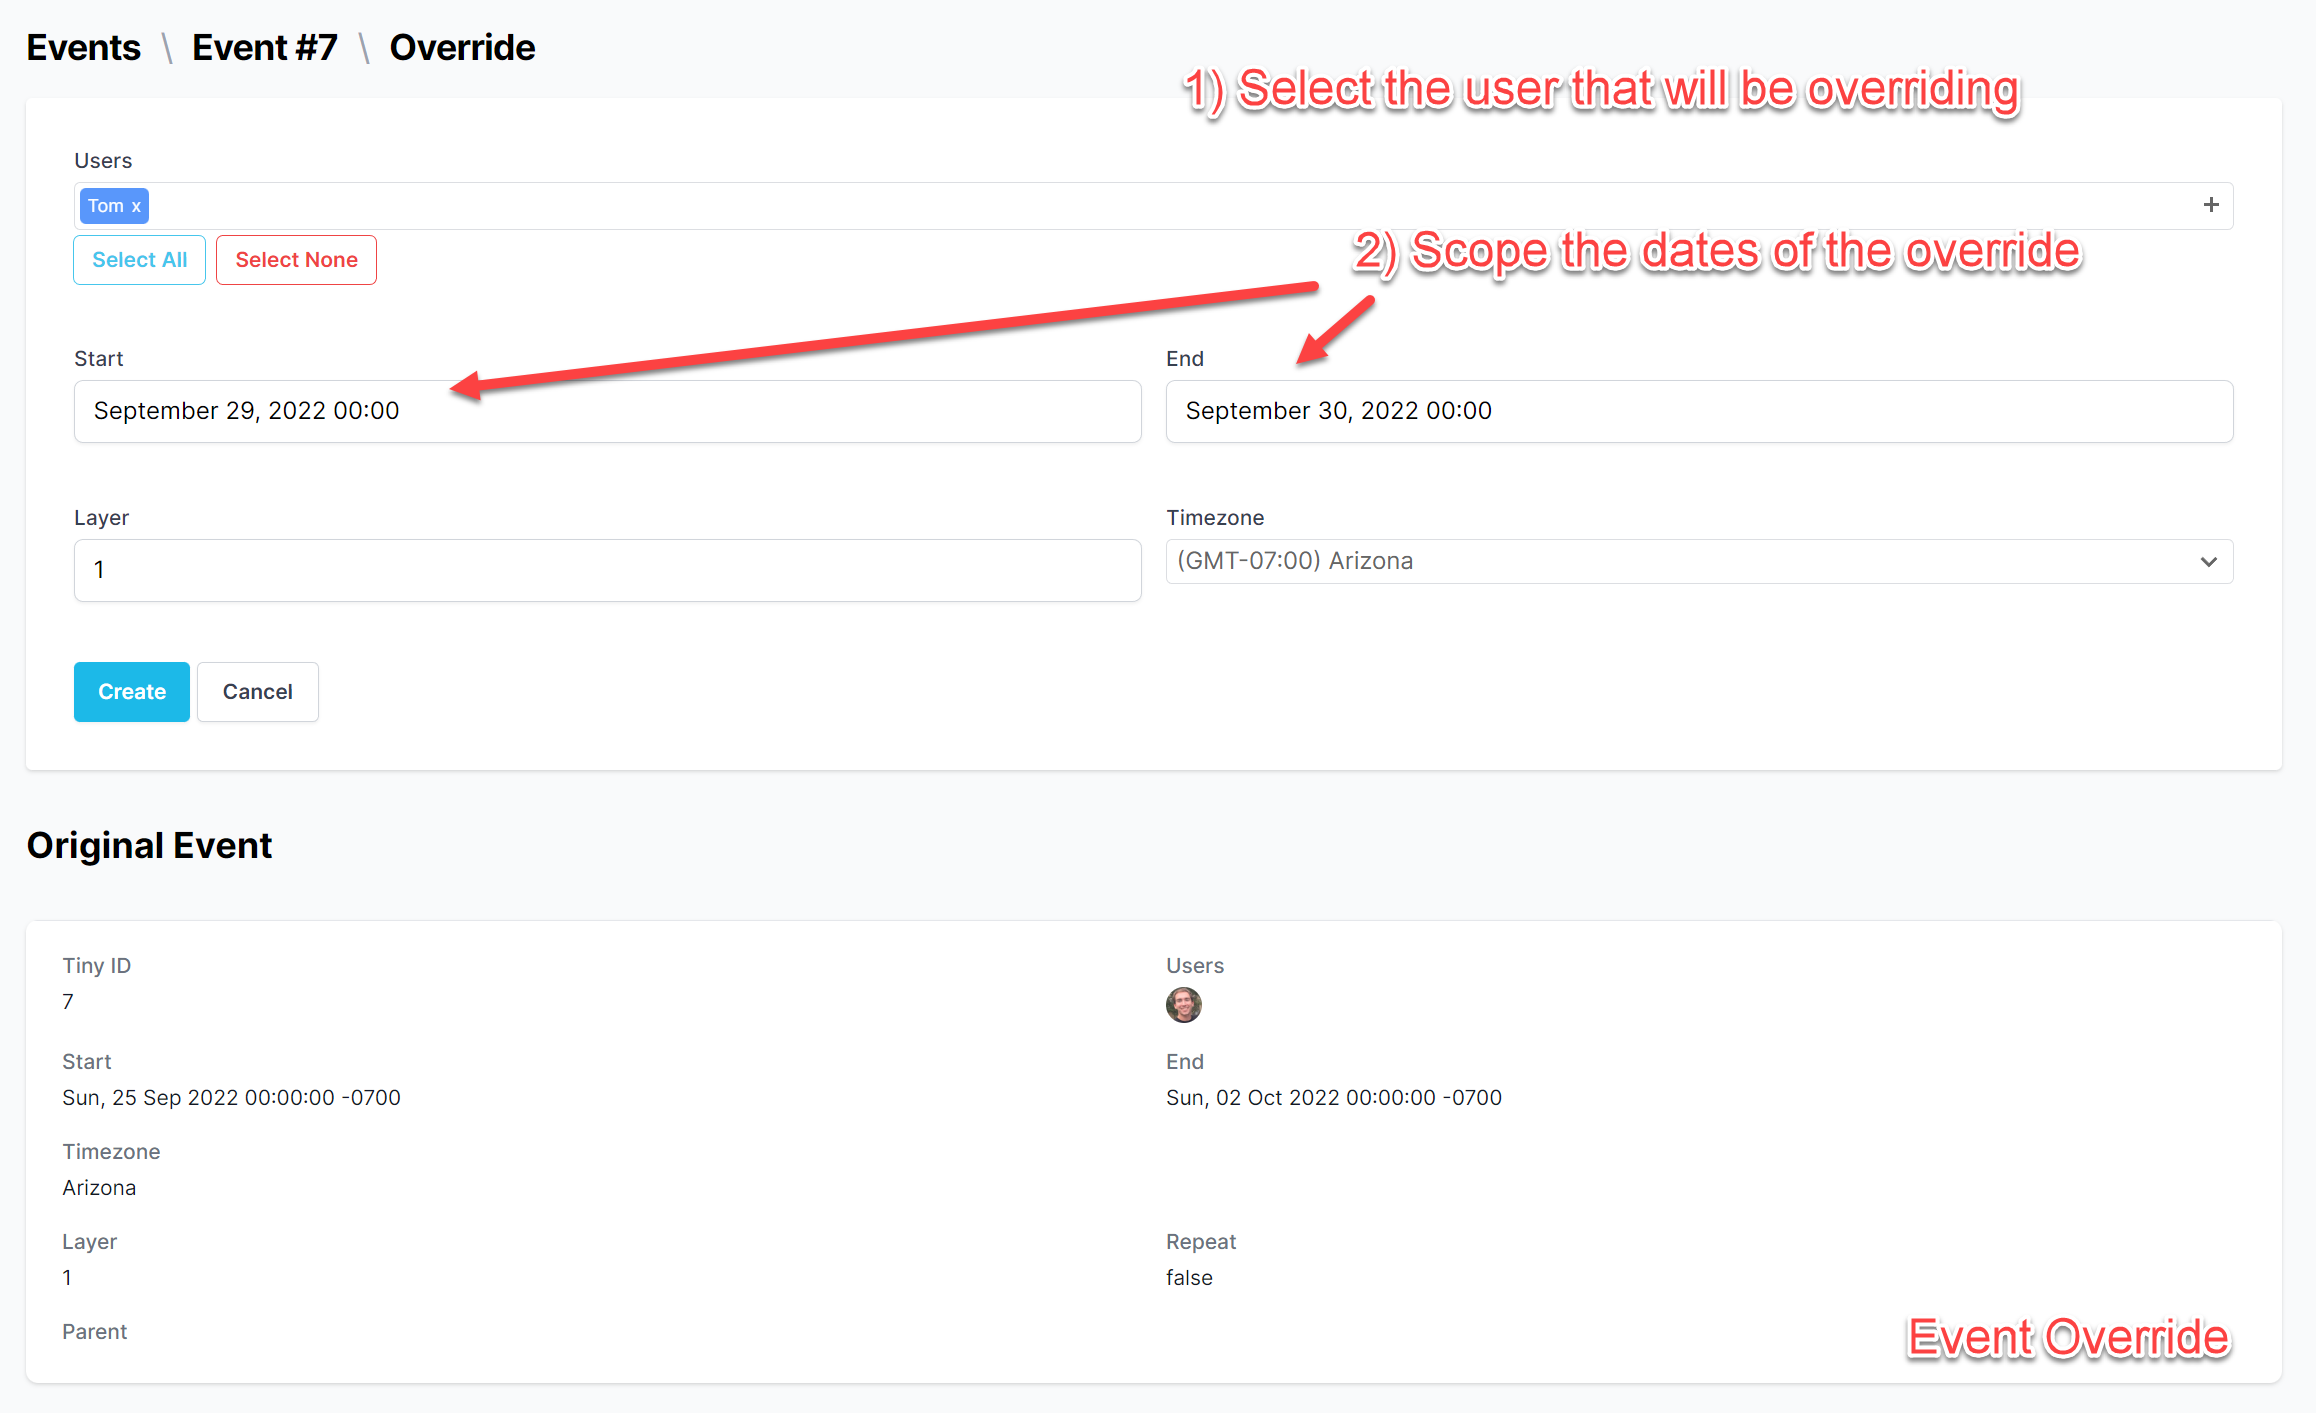 Events \ Event #7 \ Override
1) Select the user that will be overriding
Users
Tom x +
Select All Select None
2) Scope the dates of the override
Start End
September 29, 2022 00:00 September 30, 2022 00:00
Layer Timezone
1 (GMT-07:00) Arizona
Create Cancel
Original Event
Tiny ID Users
7
Start End
Sun, 25 Sep 2022 00:00:00 -0700 Sun, 02 Oct 2022 00:00:00 -0700
Timezone
Arizona
Layer Repeat
1 false
Parent
Event Override